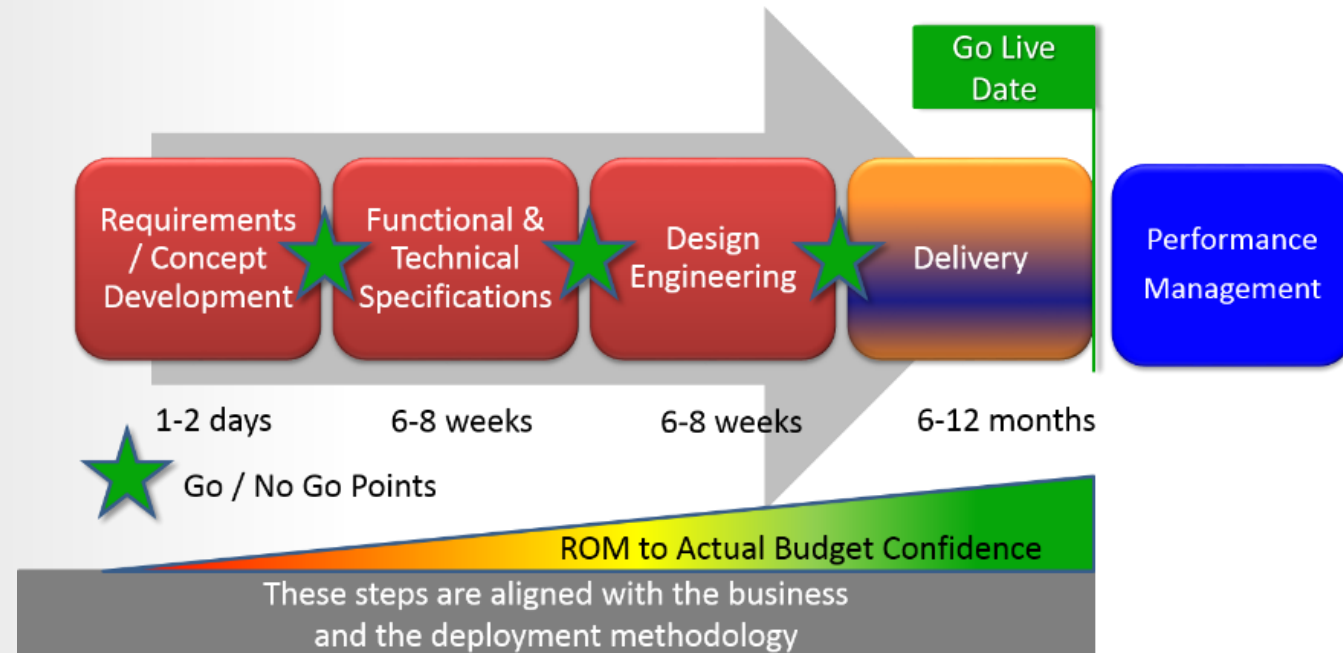 Go Live
Date
Requirements
/ Concept
Development
Functional &
Technical
Specifications
Design
Engineering
Delivery
Performance
Management
1-2 days
6-8 weeks
6-8 weeks
6-12 months
Go / No Go Points
ROM to Actual Budget Confidence
These steps are aligned with the business
and the deployment methodology